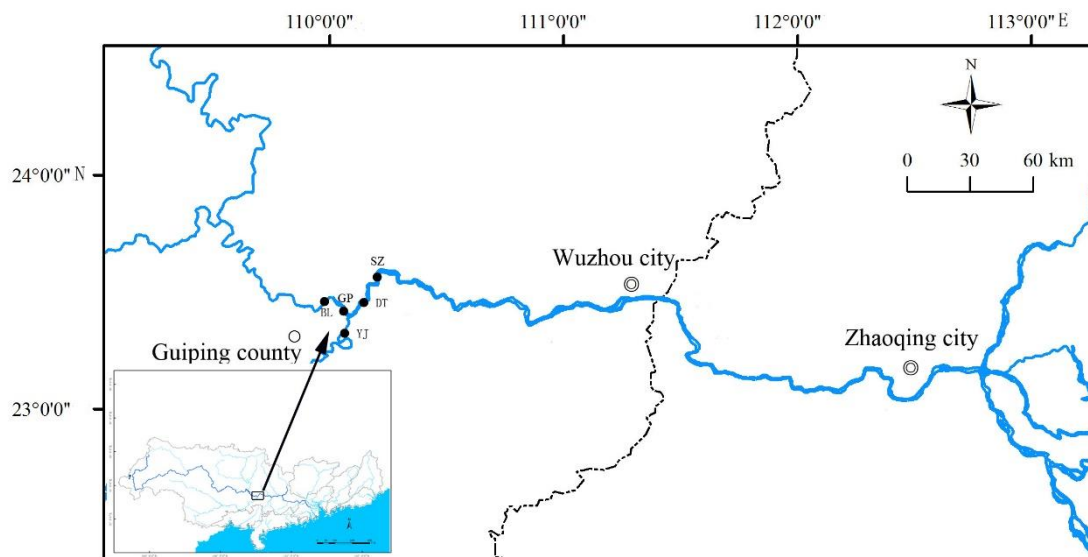 110°0'0"
111°0'0"
112°0'0"
113°0'0" E
N
0 30 60 km
24°0'0" N
SZ
Wuzhou city
GP
DT
BL
YJ
Guiping county
Zhaoqing city
23°0'0"